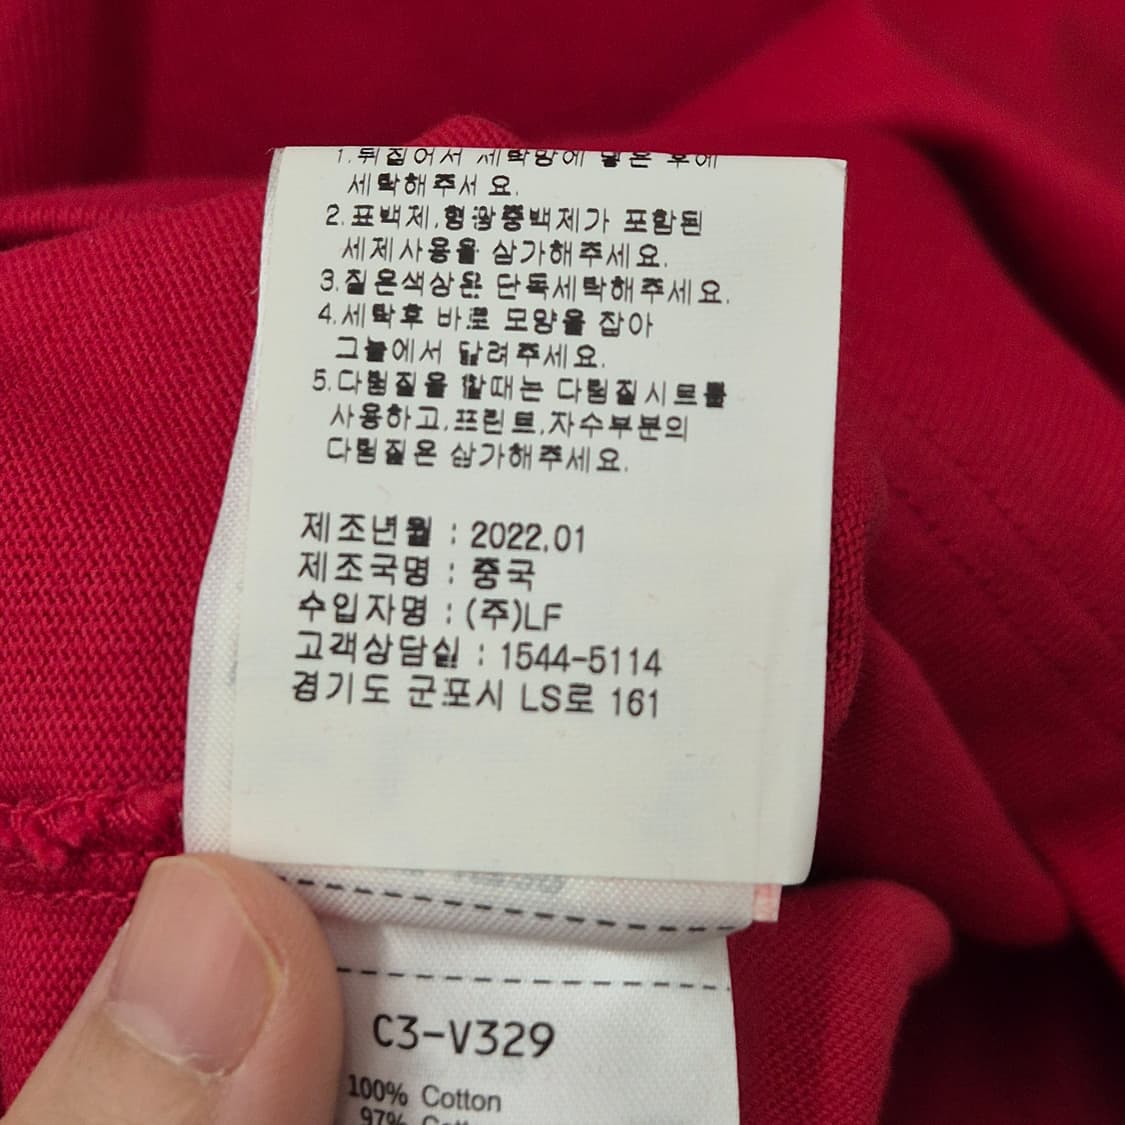 1.뒤집어서 세탁망에 넣은 후에
세탁해주세요.
2.표백제,형광증백제가 포함된
세제사용을 삼가해주세요.
3.짙은색상은 단독세탁해주세요.
4.세탁후 바로 모양을 잡아
그늘에서 말려주세요.
5.다림질을 할때는 다림질시트를
사용하고,프린트,자수부분의
다림질은 삼가해주세요.
제조년월 : 2022.01
제조국명 : 중국
수입자명 : (주)LF
고객상담실 : 1544-5114
경기도 군포시 LS로 161
C3-V329
100% Cotton
97%